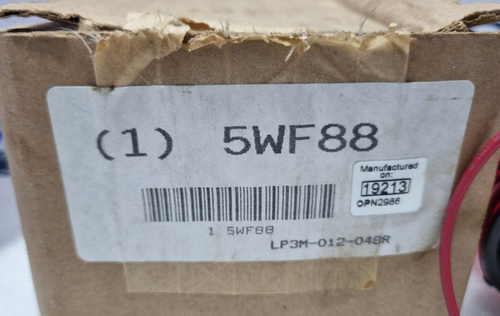 (1) 5WF88
Manufactured
on:
19213
OPN2986
1 5WF88
LP3M-012-048R